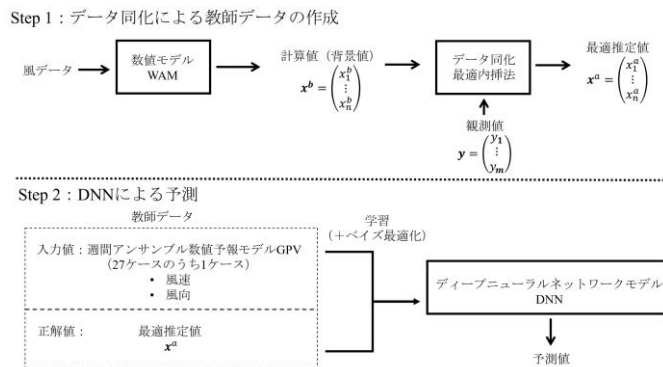 Step 1：データ同化による教師データの作成
風データ
数値モデル
WAM
計算値（背景値）
x^b = (x_1^b ⋮ x_n^b)
データ同化
最適内挿法
最適推定値
x^a = (x_1^a ⋮ x_n^a)
観測値
y = (y_1 ⋮ y_m)
Step 2：DNNによる予測
教師データ
入力値：週間アンサンブル数値予報モデルGPV
（27ケースのうち1ケース）
• 風速
• 風向
正解値： 最適推定値
x^a
学習
（＋ベイズ最適化）
ディープニューラルネットワークモデル
DNN
予測値